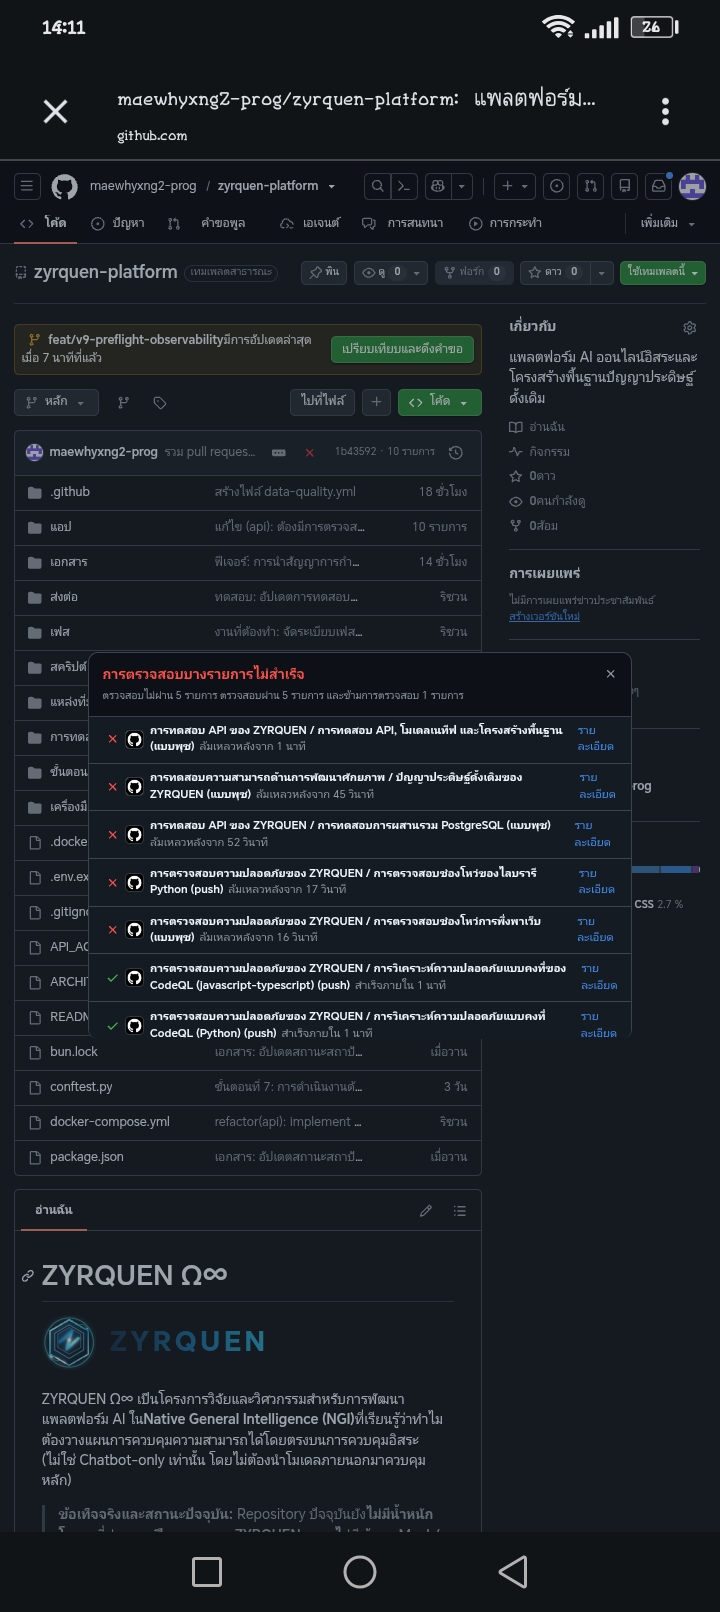 14:11
26
maewhyxng2-prog/zyrquen-platform: แพลตฟอร์ม...
github.com
maewhyxng2-prog / zyrquen-platform
โค้ด ปัญหา คำขอพูล เอเจนต์ การสนทนา การกระทำ เพิ่มเติม
zyrquen-platform เทมเพลตสาธารณะ พิน ดู 0 ฟอร์ก 0 ดาว 0 ใช้เทมเพลตนี้
feat/v9-preflight-observabilityมีการอัปเดตล่าสุด
เมื่อ 7 นาทีที่แล้ว
เปรียบเทียบและดึงคำขอ
หลัก ไปที่ไฟล์ โค้ด
maewhyxng2-prog รวม pull reques... 1b43592 · 10 รายการ
.github สร้างไฟล์ data-quality.yml 18 ชั่วโมง
แอป แก้ไข (api): ต้องมีการตรวจส... 10 รายการ
เอกสาร ฟีเจอร์: การนำสัญญาการกำ... 14 ชั่วโมง
ส่งต่อ ทดสอบ: อัปเดตการทดสอบ... ริซวน
เฟส งานที่ต้องทำ: จัดระเบียบเฟส... ริซวน
สคริปต์
แหล่งที่ม
การทดส
ขั้นตอน
เครื่องมื
.docke
.env.ex
.gitigno
API_AC
ARCHI
READM
bun.lock เอกสาร: อัปเดตสถานะสถาปั... เมื่อวาน
conftest.py ขั้นตอนที่ 7: การดำเนินงานตั... 3 วัน
docker-compose.yml refactor(api): implement ... ริซวน
package.json เอกสาร: อัปเดตสถานะสถาปั... เมื่อวาน
เกี่ยวกับ
แพลตฟอร์ม AI ออนไลน์อิสระและ
โครงสร้างพื้นฐานปัญญาประดิษฐ์
ดั้งเดิม
อ่านฉัน
กิจกรรม
0ดาว
0คนกำลังดู
0ส้อม
การเผยแพร่
ไม่มีการเผยแพร่ข่าวประชาสัมพันธ์
สร้างเวอร์ชันใหม่
rog
CSS 2.7 %
การตรวจสอบบางรายการไม่สำเร็จ
ตรวจสอบไม่ผ่าน 5 รายการ ตรวจสอบผ่าน 5 รายการ และข้ามการตรวจสอบ 1 รายการ
การทดสอบ API ของ ZYRQUEN / การทดสอบ API, โมเดลเนทีฟ และโครงสร้างพื้นฐาน
(แบบพุช) ล้มเหลวหลังจาก 1 นาที
ราย
ละเอียด
การทดสอบความสามารถด้านการพัฒนาศักยภาพ / ปัญญาประดิษฐ์ดั้งเดิมของ
ZYRQUEN (แบบพุช) ล้มเหลวหลังจาก 45 วินาที
ราย
ละเอียด
การทดสอบ API ของ ZYRQUEN / การทดสอบการผสานรวม PostgreSQL (แบบพุช)
ล้มเหลวหลังจาก 52 วินาที
ราย
ละเอียด
การตรวจสอบความปลอดภัยของ ZYRQUEN / การตรวจสอบช่องโหว่ของไลบรารี
Python (push) ล้มเหลวหลังจาก 17 วินาที
ราย
ละเอียด
การตรวจสอบความปลอดภัยของ ZYRQUEN / การตรวจสอบช่องโหว่การพึ่งพาเว็บ
(แบบพุช) ล้มเหลวหลังจาก 16 วินาที
ราย
ละเอียด
การตรวจสอบความปลอดภัยของ ZYRQUEN / การวิเคราะห์ความปลอดภัยแบบคงที่ของ
CodeQL (javascript-typescript) (push) สำเร็จภายใน 1 นาที
ราย
ละเอียด
การตรวจสอบความปลอดภัยของ ZYRQUEN / การวิเคราะห์ความปลอดภัยแบบคงที่
CodeQL (Python) (push) สำเร็จภายใน 1 นาที
ราย
ละเอียด
อ่านฉัน
ZYRQUEN Ω∞
ZYRQUEN
ZYRQUEN Ω∞ เป็นโครงการวิจัยและวิศวกรรมสำหรับการพัฒนา
แพลตฟอร์ม AI ในNative General Intelligence (NGI)ที่เรียนรู้ว่าทำไม
ต้องวางแผนการควบคุมความสามารถได้โดยตรงบนการควบคุมอิสระ
(ไม่ใช่ Chatbot-only เท่านั้น โดยไม่ต้องนำโมเดลภายนอกมาควบคุม
หลัก)
ข้อเท็จจริงและสถานะปัจจุบัน: Repository ปัจจุบันยังไม่มีน้ำหนัก